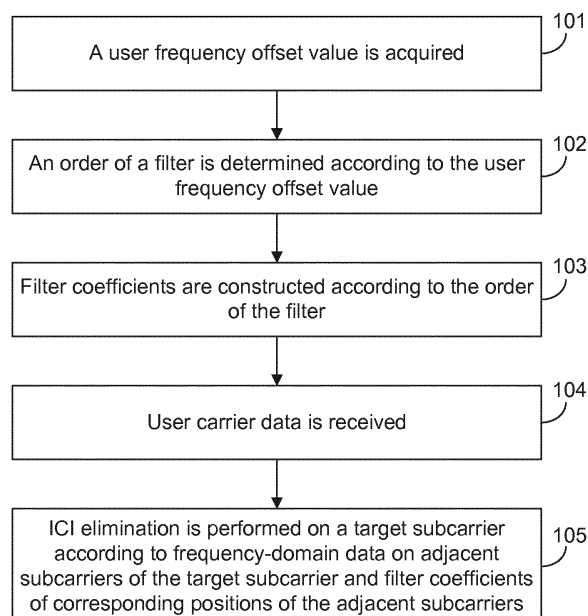 101
A user frequency offset value is acquired
102
An order of a filter is determined according to the user
frequency offset value
103
Filter coefficients are constructed according to the order
of the filter
104
User carrier data is received
105
ICI elimination is performed on a target subcarrier
according to frequency-domain data on adjacent
subcarriers of the target subcarrier and filter coefficients
of corresponding positions of the adjacent subcarriers